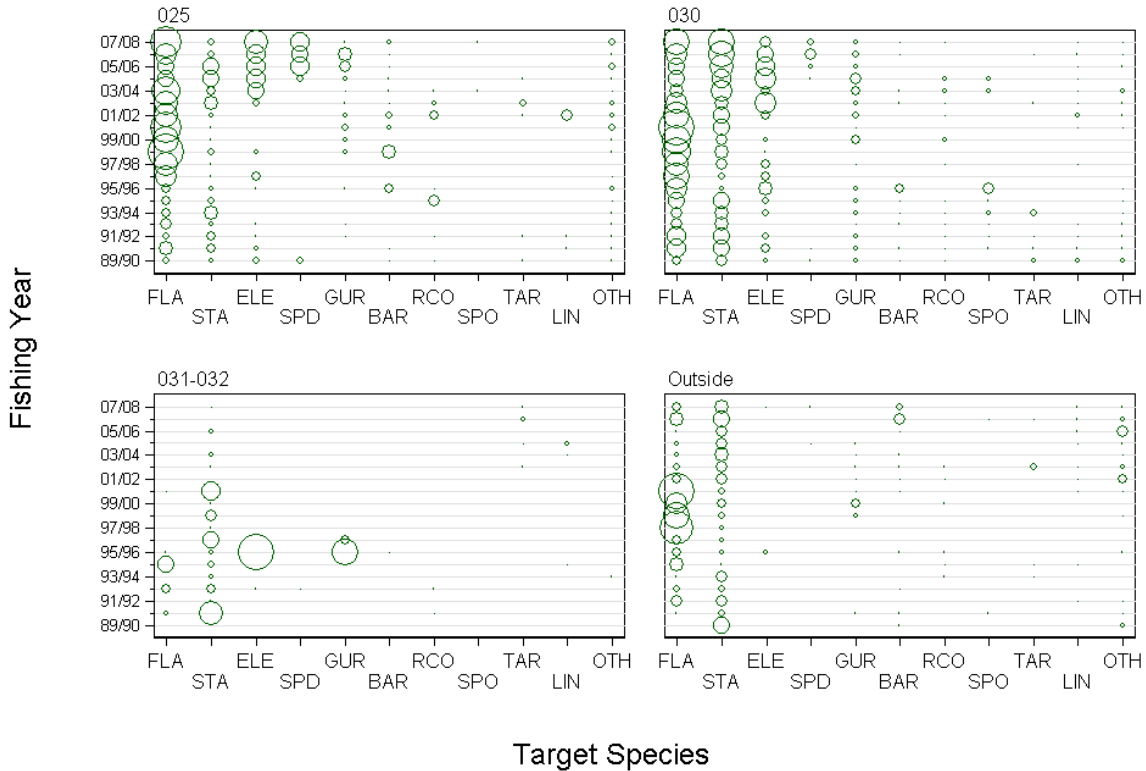 025
07/08
05/06
03/04
01/02
99/00
97/98
95/96
93/94
91/92
89/90
FLA ELE GUR RCO TAR OTH
STA SPD BAR SPO LIN
030
FLA ELE GUR RCO TAR OTH
STA SPD BAR SPO LIN
Fishing Year
031-032
07/08
05/06
03/04
01/02
99/00
97/98
95/96
93/94
91/92
89/90
FLA ELE GUR RCO TAR OTH
STA SPD BAR SPO LIN
Outside
FLA ELE GUR RCO TAR OTH
STA SPD BAR SPO LIN
Target Species